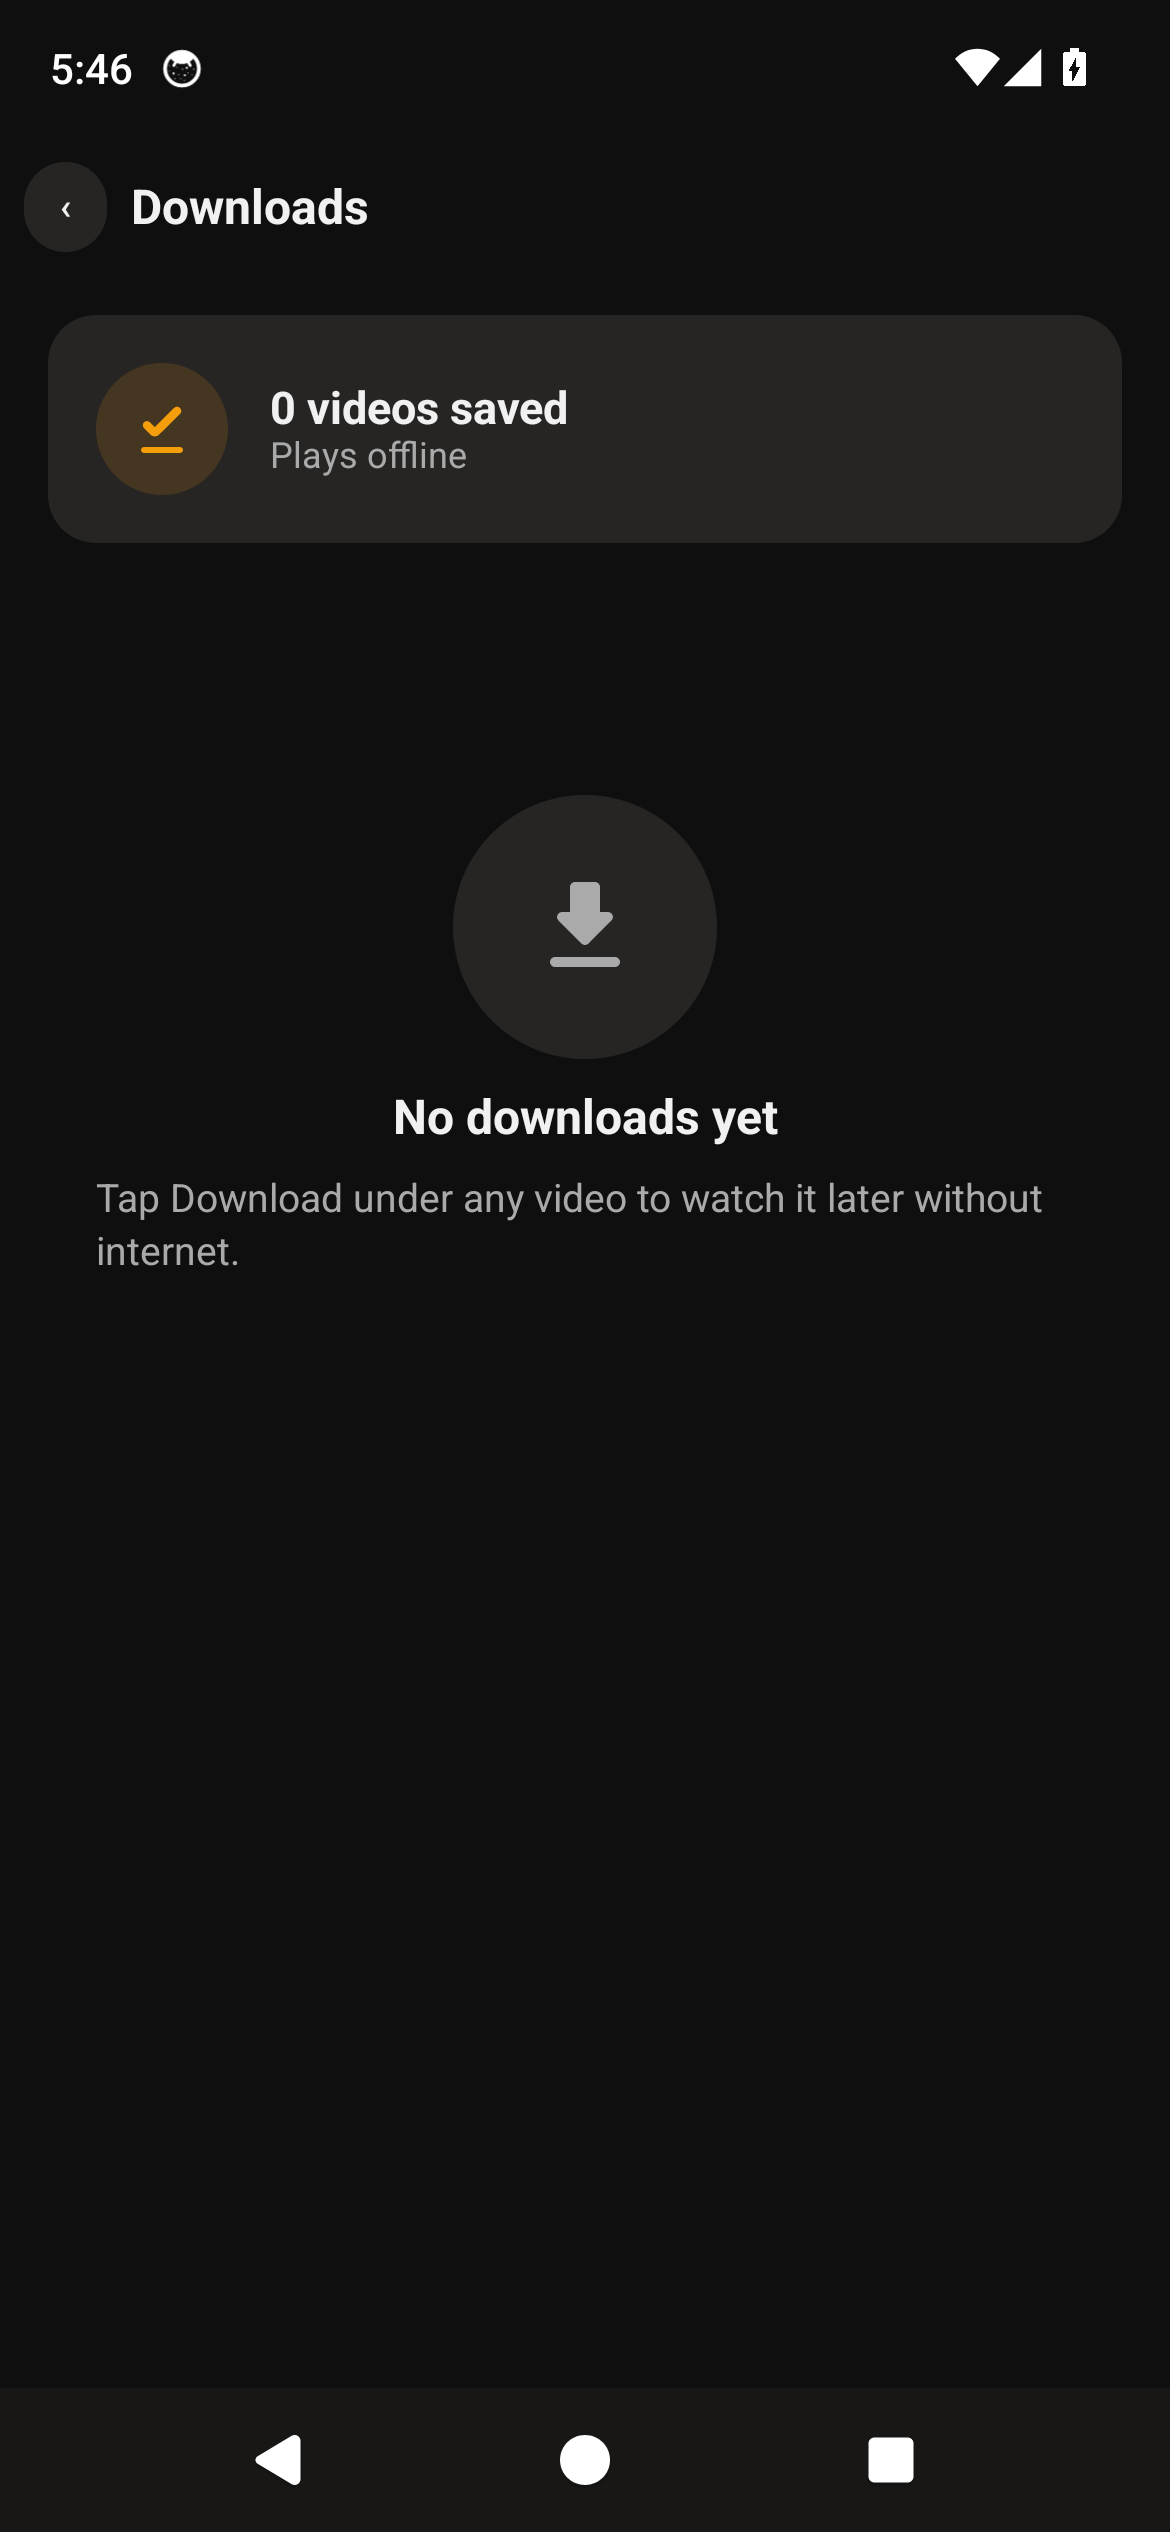 5:46
‹
Downloads
0 videos saved
Plays offline
No downloads yet
Tap Download under any video to watch it later without
internet.